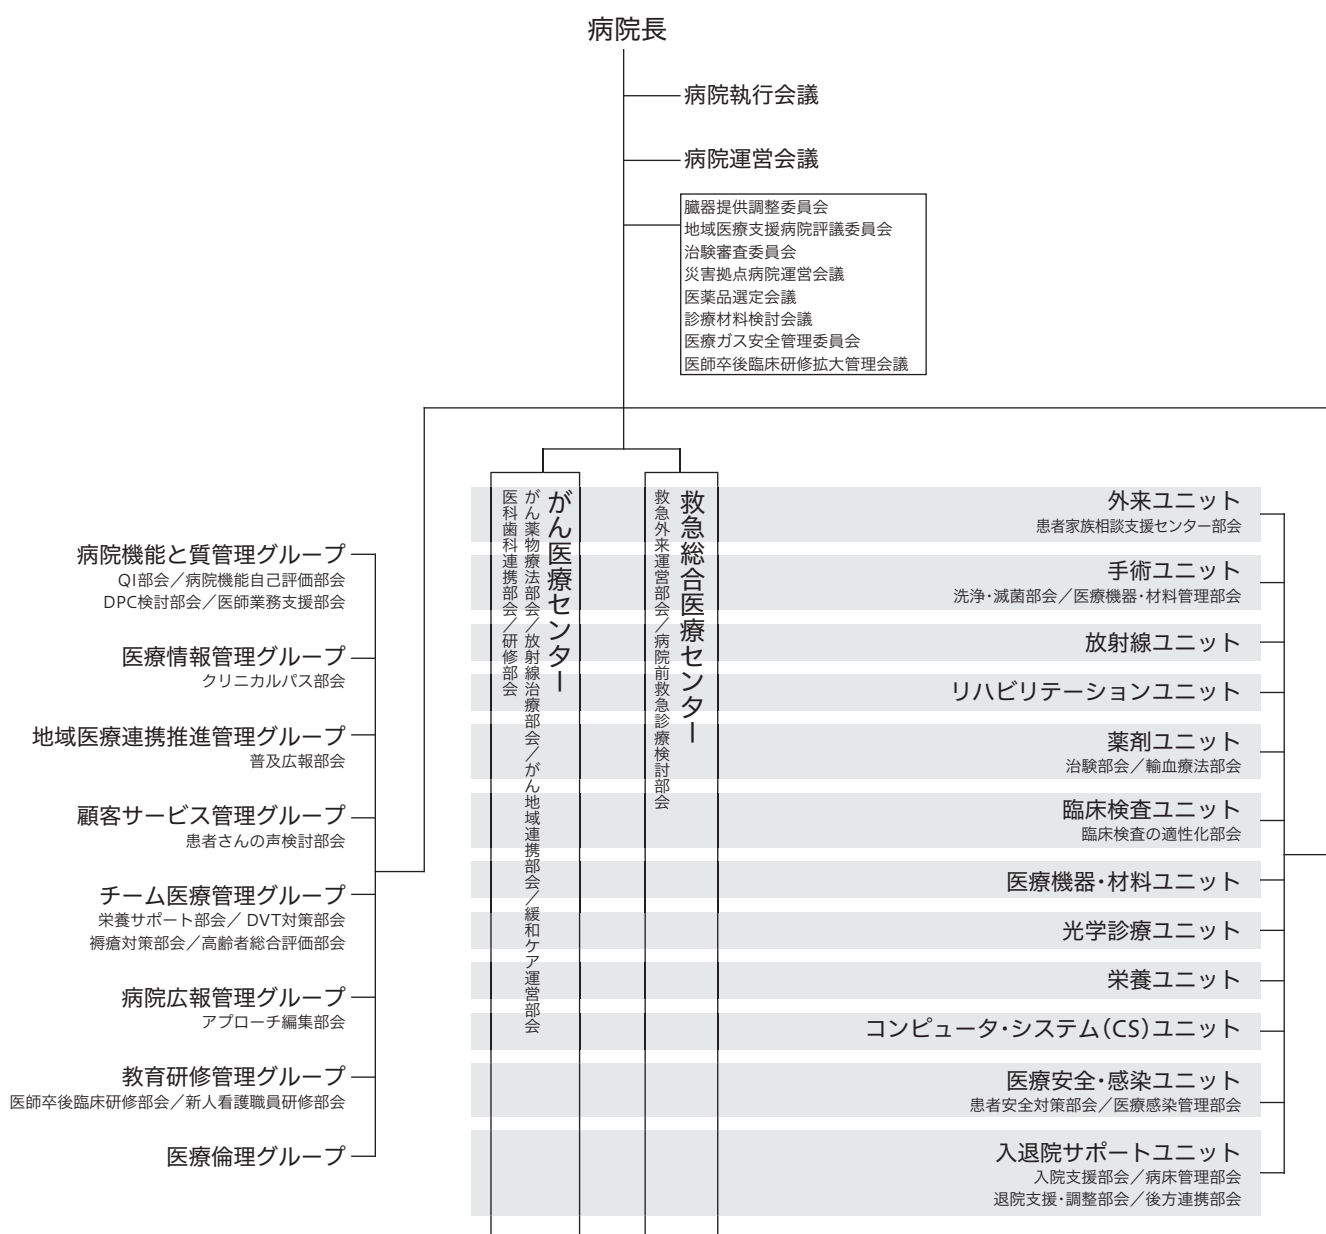 病院長
病院執行会議
病院運営会議
臓器提供調整委員会
地域医療支援病院評議委員会
治験審査委員会
災害拠点病院運営会議
医薬品選定会議
診療材料検討会議
医療ガス安全管理委員会
医師卒後臨床研修拡大管理会議
病院機能と質管理グループ
QI部会／病院機能自己評価部会
DPC検討部会／医師業務支援部会
医療情報管理グループ
クリニカルパス部会
地域医療連携推進管理グループ
普及広報部会
顧客サービス管理グループ
患者さんの声検討部会
チーム医療管理グループ
栄養サポート部会／DVT対策部会
褥瘡対策部会／高齢者総合評価部会
病院広報管理グループ
アプローチ編集部会
教育研修管理グループ
医師卒後臨床研修部会／新人看護職員研修部会
医療倫理グループ
がん医療センター
がん薬物療法部会／放射線治療部会／がん地域連携部会／緩和ケア運営部会
医科歯科連携部会／研修部会
救急総合医療センター
救急外来運営部会／病院前救急診療検討部会
外来ユニット
患者家族相談支援センター部会
手術ユニット
洗浄・滅菌部会／医療機器・材料管理部会
放射線ユニット
リハビリテーションユニット
薬剤ユニット
治験部会／輸血療法部会
臨床検査ユニット
臨床検査の適性化部会
医療機器・材料ユニット
光学診療ユニット
栄養ユニット
コンピュータ・システム（CS）ユニット
医療安全・感染ユニット
患者安全対策部会／医療感染管理部会
入退院サポートユニット
入院支援部会／病床管理部会
退院支援・調整部会／後方連携部会